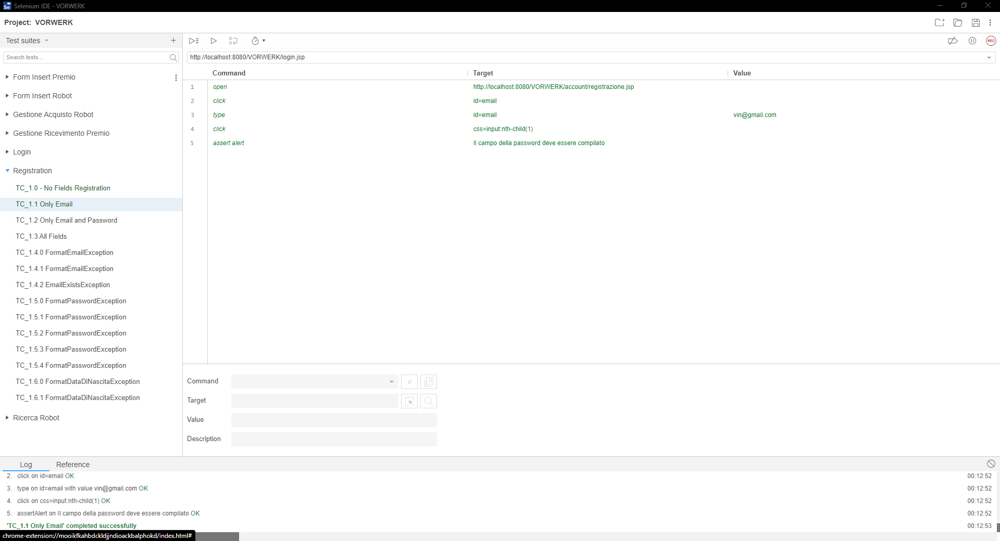 Selenium IDE - VORWERK
Project: VORWERK
Test suites
Search tests...
Form Insert Premio
Form Insert Robot
Gestione Acquisto Robot
Gestione Ricevimento Premio
Login
Registration
TC_1.0 - No Fields Registration
TC_1.1 Only Email
TC_1.2 Only Email and Password
TC_1.3 All Fields
TC_1.4.0 FormatEmailException
TC_1.4.1 FormatEmailException
TC_1.4.2 EmailExistsException
TC_1.5.0 FormatPasswordException
TC_1.5.1 FormatPasswordException
TC_1.5.2 FormatPasswordException
TC_1.5.3 FormatPasswordException
TC_1.5.4 FormatPasswordException
TC_1.6.0 FormatDataDiNascitaException
TC_1.6.1 FormatDataDiNascitaException
Ricerca Robot
REC
http://localhost:8080/VORWERK/login.jsp
Command Target Value
1 open http://localhost:8080/VORWERK/account/registrazione.jsp
2 click id=email
3 type id=email vin@gmail.com
4 click css=input:nth-child(1)
5 assert alert Il campo della password deve essere compilato
Command //
Target
Value
Description
Log Reference
2. click on id=email OK 00:12:52
3. type on id=email with value vin@gmail.com OK 00:12:52
4. click on css=input:nth-child(1) OK 00:12:52
5. assertAlert on Il campo della password deve essere compilato OK 00:12:52
'TC_1.1 Only Email' completed successfully 00:12:53
chrome-extension://mooikfkahbdckldjjndioackbalphokd/index.html#